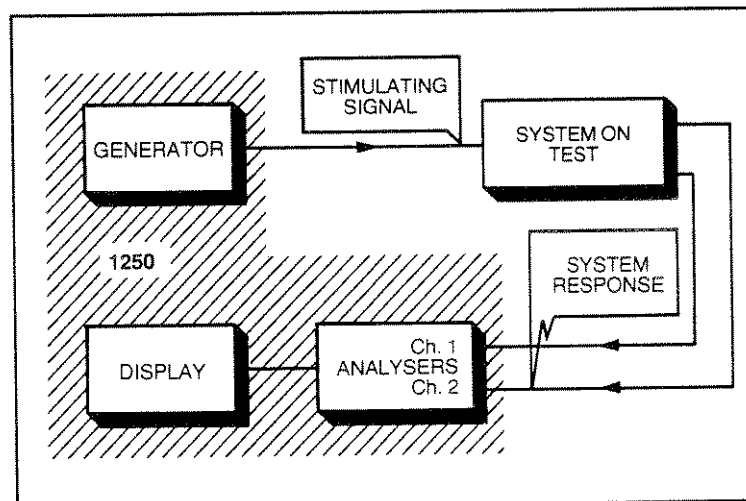 STIMULATING
SIGNAL
GENERATOR
SYSTEM ON
TEST
1250
SYSTEM
RESPONSE
DISPLAY
Ch. 1
ANALYSERS
Ch. 2